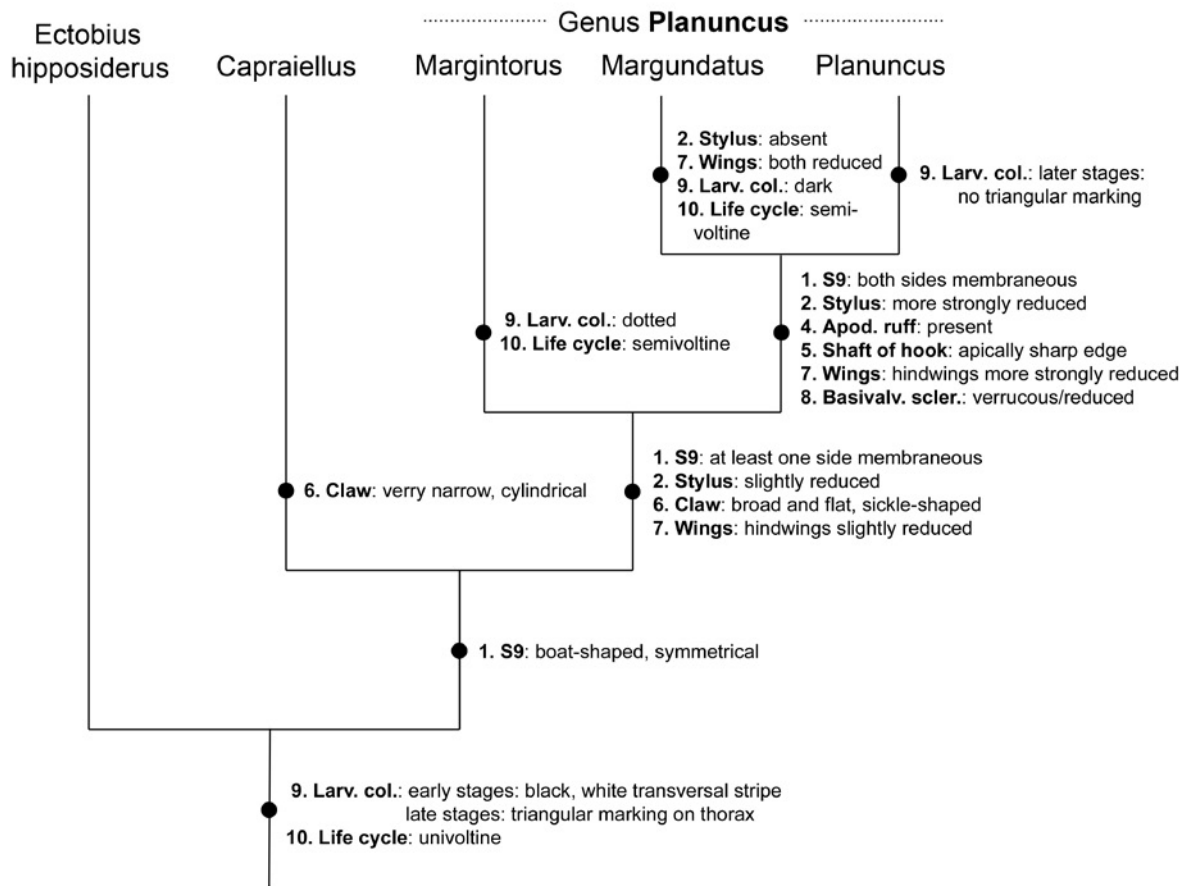 Genus Planuncus
Ectobius
hipposiderus
Capraiellus
Margintorus
Margundatus
Planuncus
2. Stylus: absent
7. Wings: both reduced
9. Larv. col.: dark
10. Life cycle: semi-
voltine
9. Larv. col.: later stages:
no triangular marking
1. S9: both sides membraneous
2. Stylus: more strongly reduced
4. Apod. ruff: present
5. Shaft of hook: apically sharp edge
7. Wings: hindwings more strongly reduced
8. Basivalv. scler.: verrucous/reduced
9. Larv. col.: dotted
10. Life cycle: semivoltine
1. S9: at least one side membraneous
2. Stylus: slightly reduced
6. Claw: broad and flat, sickle-shaped
7. Wings: hindwings slightly reduced
6. Claw: verry narrow, cylindrical
1. S9: boat-shaped, symmetrical
9. Larv. col.: early stages: black, white transversal stripe
late stages: triangular marking on thorax
10. Life cycle: univoltine